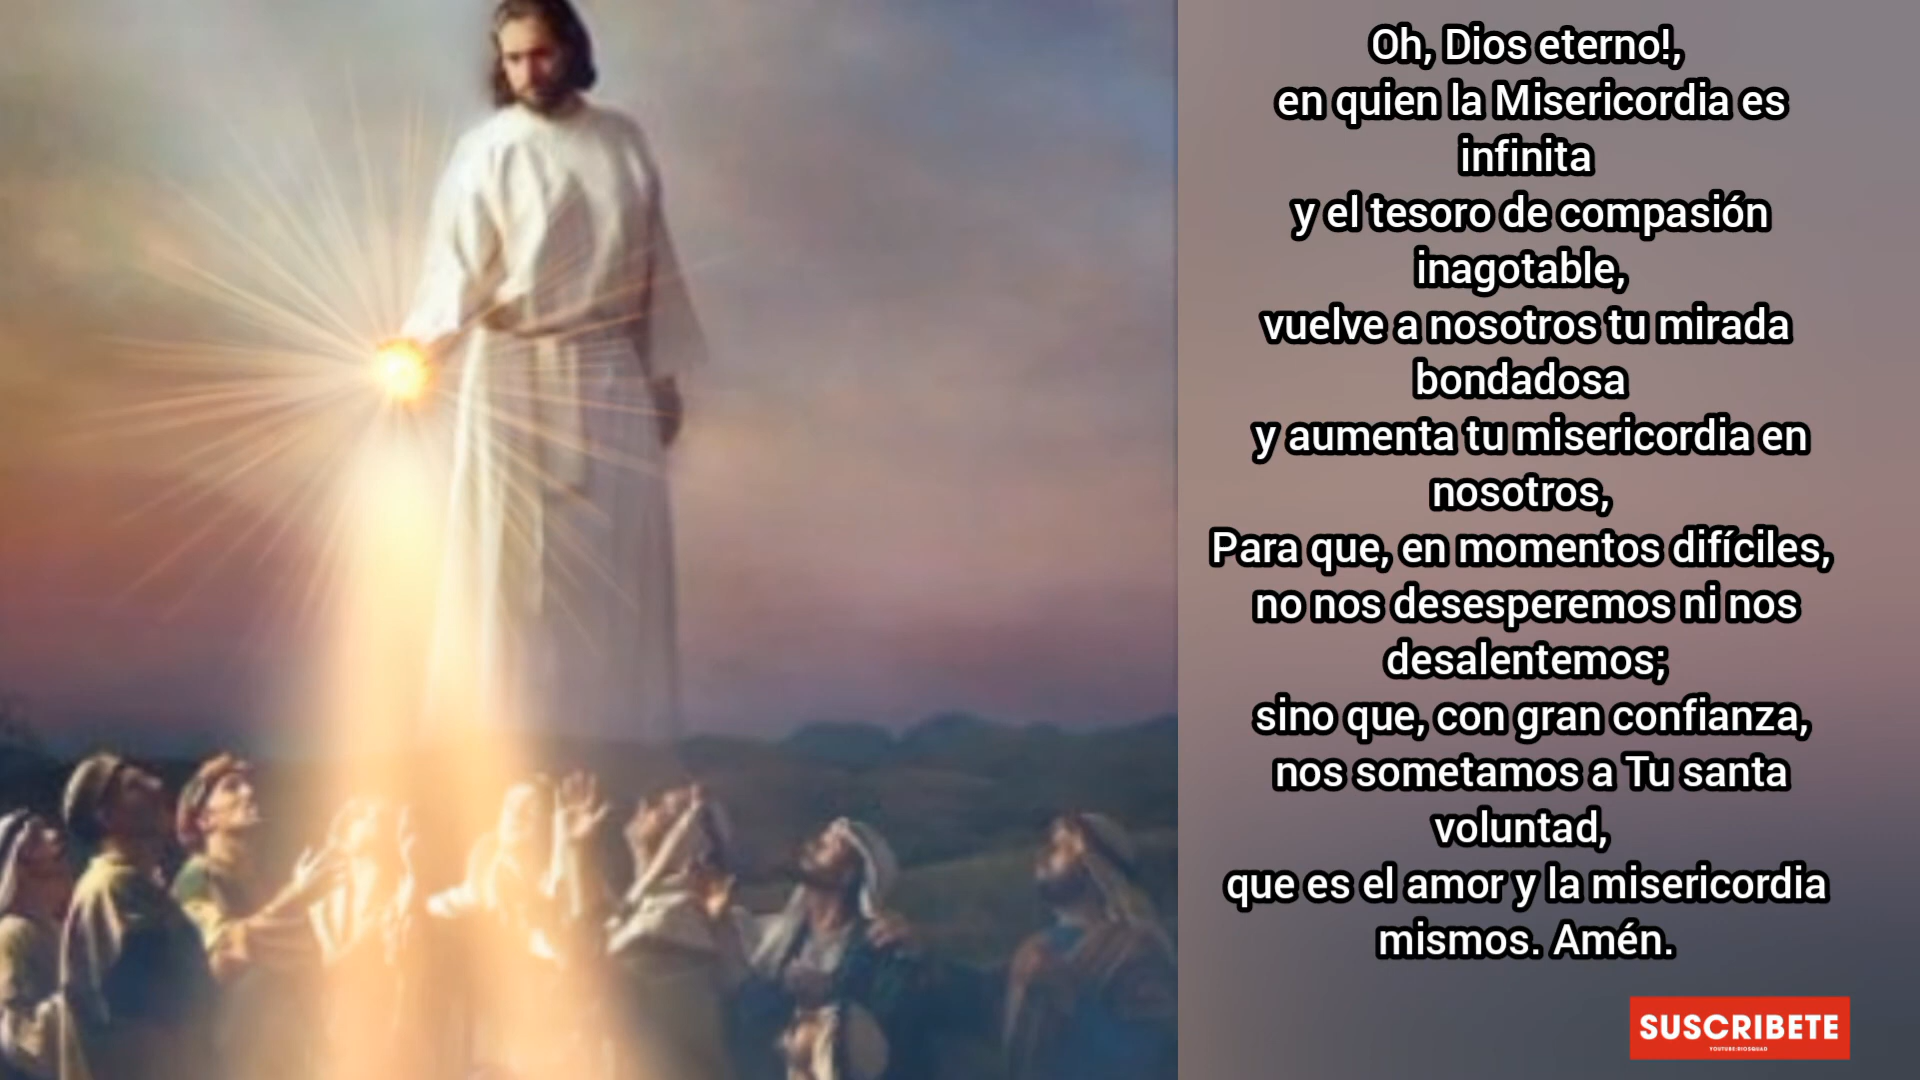 Oh, Dios eterno!,
en quien la Misericordia es
infinita
y el tesoro de compasión
inagotable,
vuelve a nosotros tu mirada
bondadosa
y aumenta tu misericordia en
nosotros,
Para que, en momentos difíciles,
no nos desesperemos ni nos
desalentemos;
sino que, con gran confianza,
nos sometamos a Tu santa
voluntad,
que es el amor y la misericordia
mismos. Amén.
SUSCRIBETE